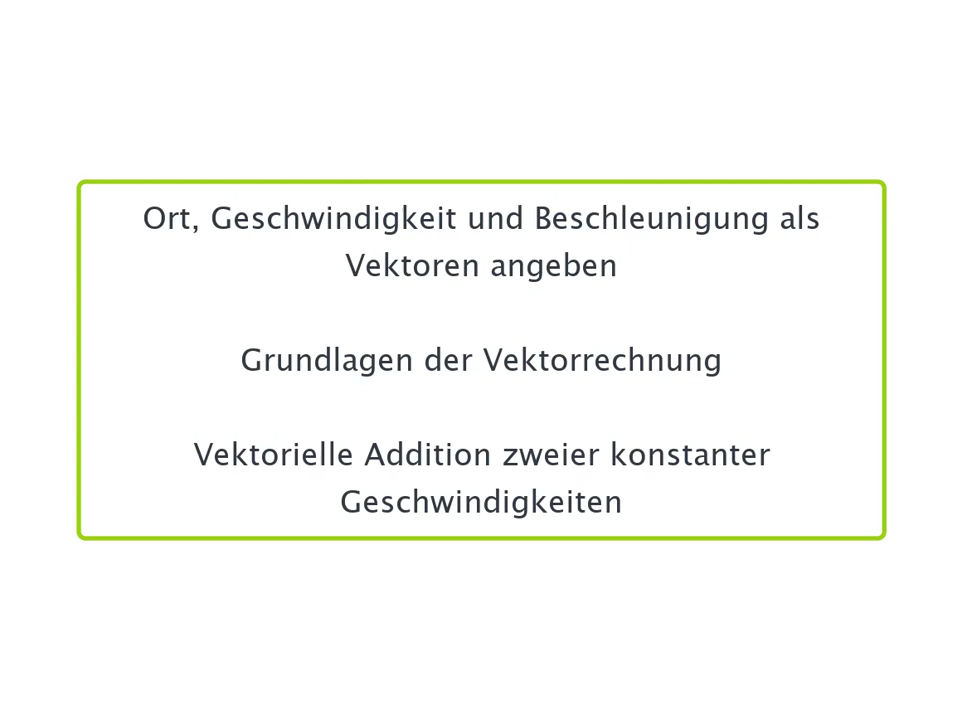 Ort, Geschwindigkeit und Beschleunigung als
Vektoren angeben
Grundlagen der Vektorrechnung
Vektorielle Addition zweier konstanter
Geschwindigkeiten